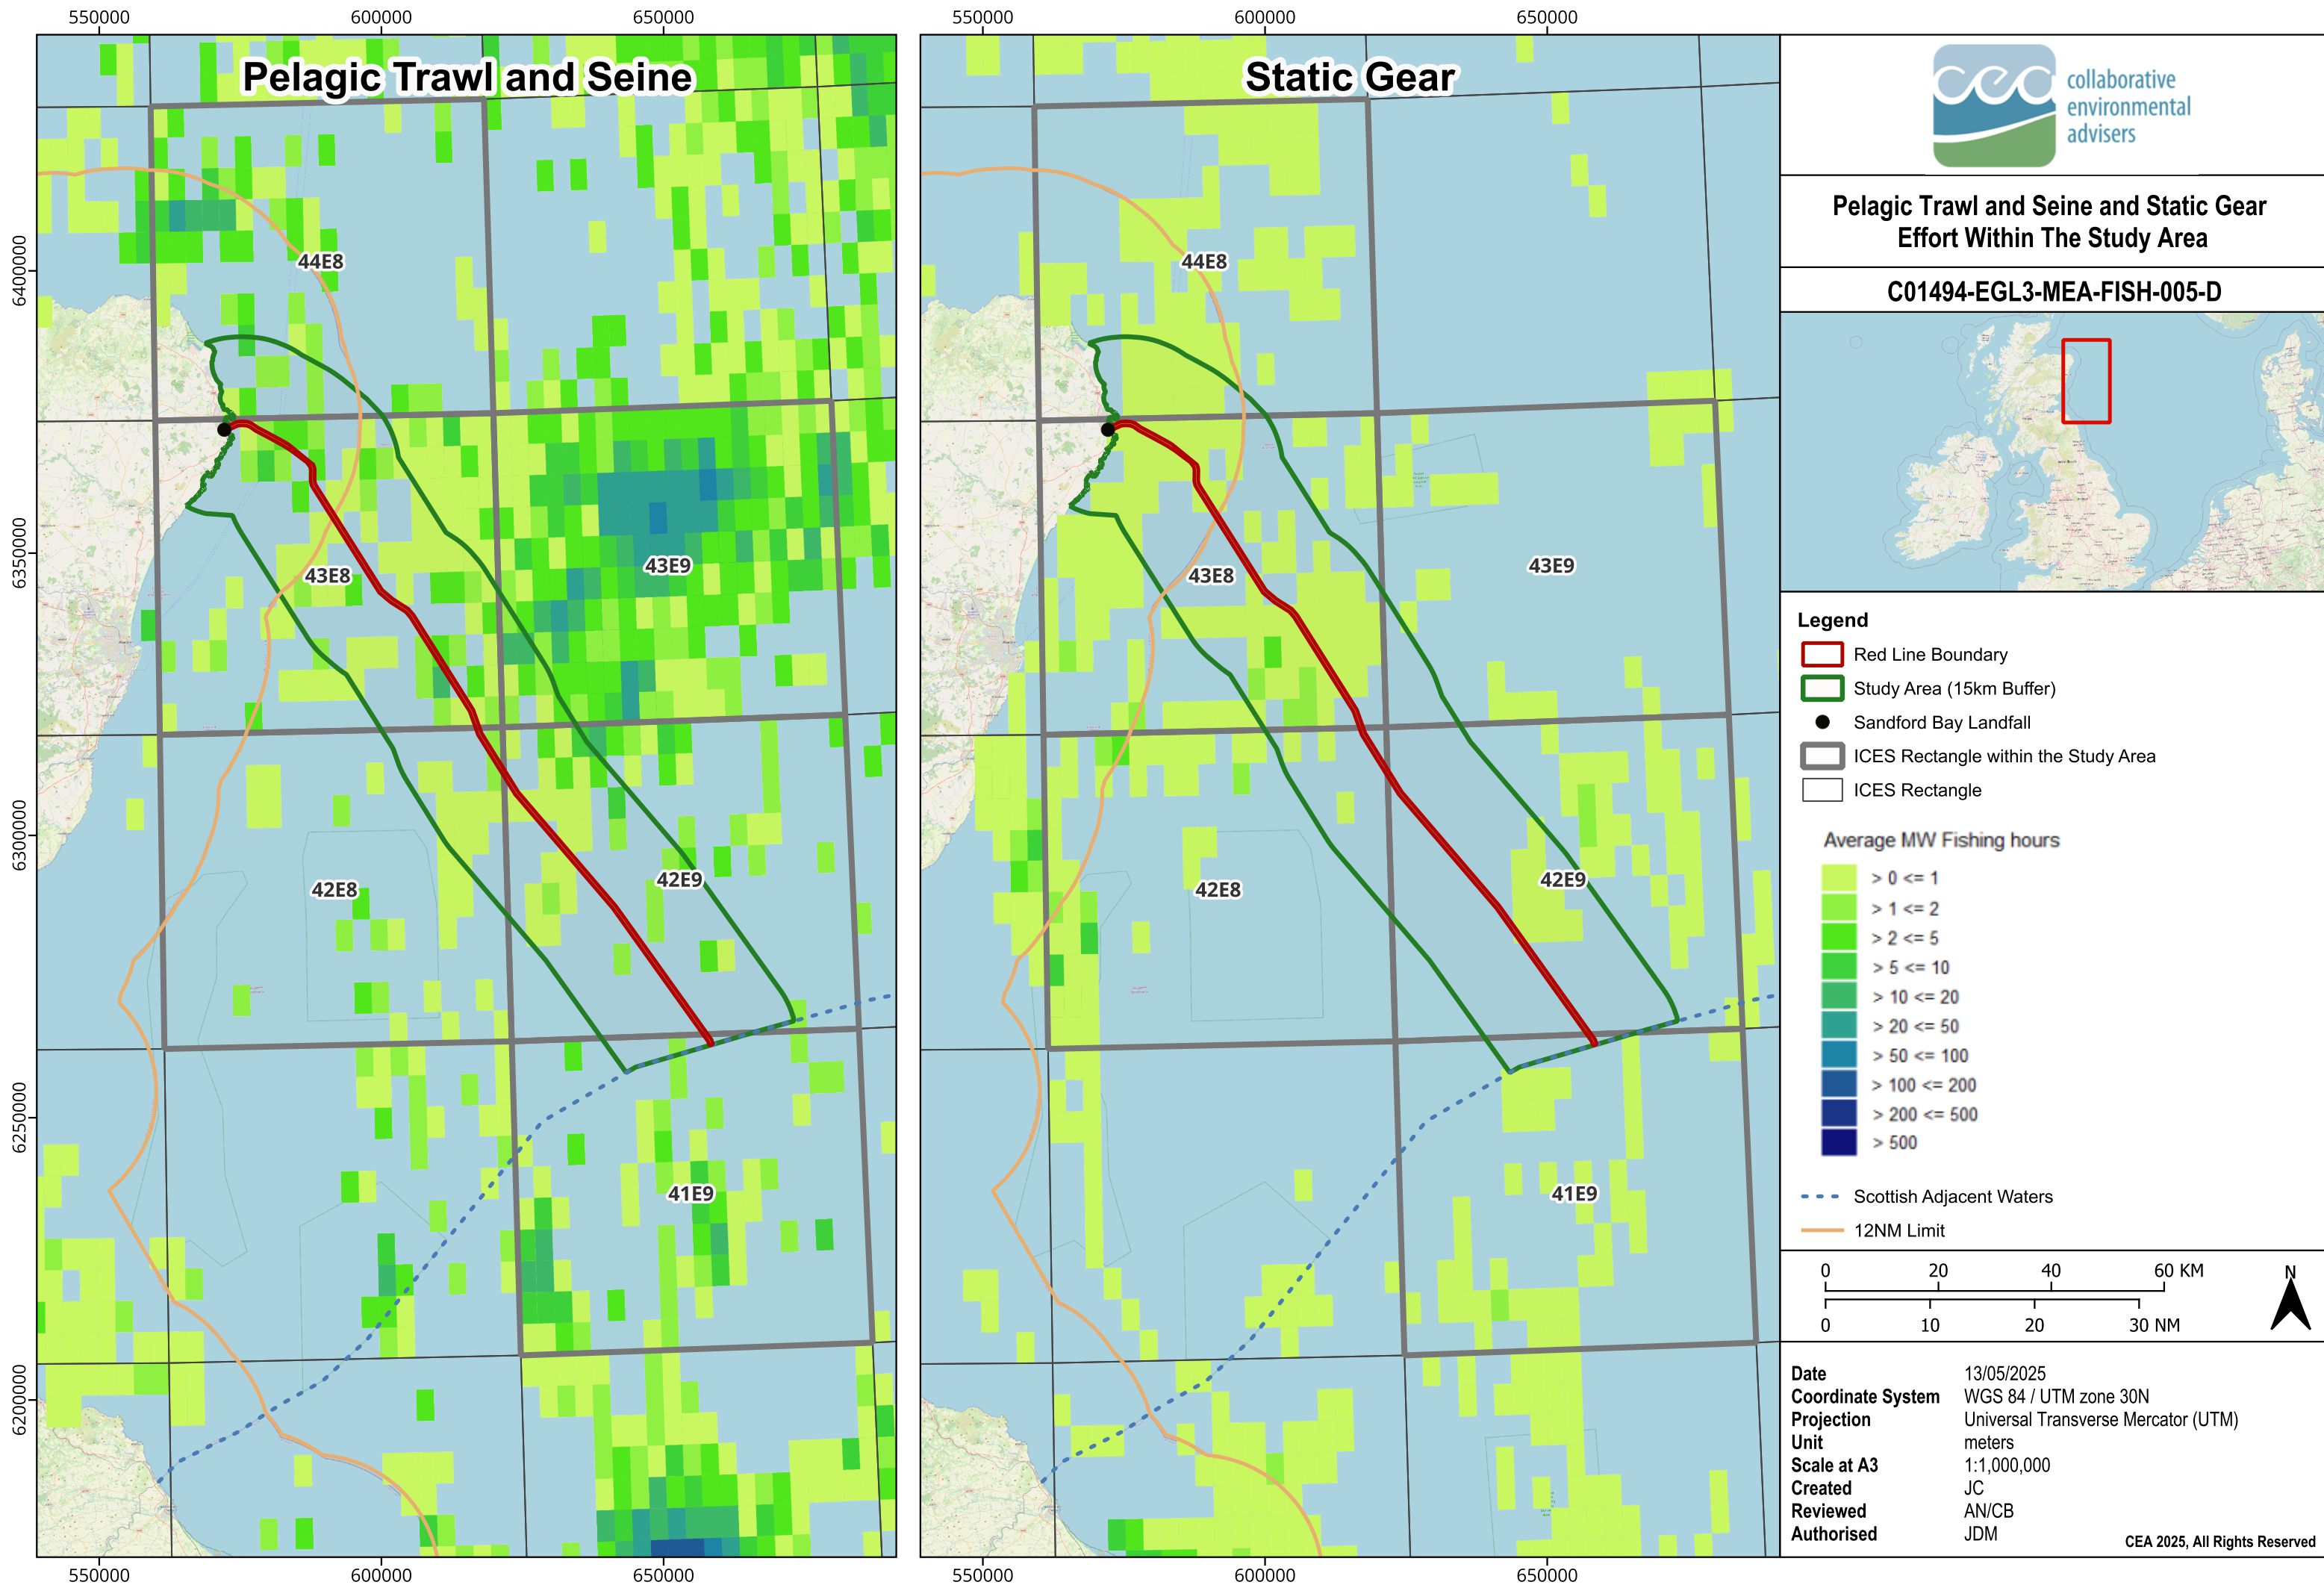 550000 600000 650000 550000 600000 650000
Pelagic Trawl and Seine
Static Gear
6400000
6350000
6300000
6250000
6200000
44E8
43E8
43E9
42E8
42E9
41E9
44E8
43E8
43E9
42E8
42E9
41E9
550000 600000 650000 550000 600000 650000
cea
collaborative
environmental
advisers
Pelagic Trawl and Seine and Static Gear
Effort Within The Study Area
C01494-EGL3-MEA-FISH-005-D
Legend
Red Line Boundary
Study Area (15km Buffer)
Sandford Bay Landfall
ICES Rectangle within the Study Area
ICES Rectangle
Average MW Fishing hours
> 0 <= 1
> 1 <= 2
> 2 <= 5
> 5 <= 10
> 10 <= 20
> 20 <= 50
> 50 <= 100
> 100 <= 200
> 200 <= 500
> 500
Scottish Adjacent Waters
12NM Limit
0 20 40 60 KM
0 10 20 30 NM
N
Date 13/05/2025
Coordinate System WGS 84 / UTM zone 30N
Projection Universal Transverse Mercator (UTM)
Unit meters
Scale at A3 1:1,000,000
Created JC
Reviewed AN/CB
Authorised JDM
CEA 2025, All Rights Reserved